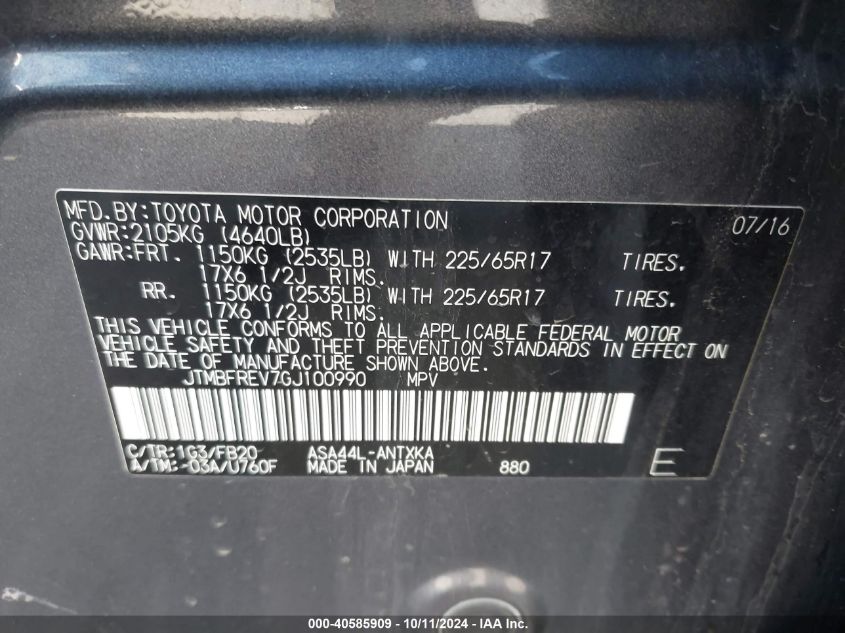 MFD.BY:TOYOTA MOTOR CORPORATION 07/16
GVWR:2105KG (4640LB)
GAWR:FRT. 1150KG (2535LB) WITH 225/65R17 TIRES.
17X6 1/2J RIMS.
RR. 1150KG (2535LB) WITH 225/65R17 TIRES.
17X6 1/2J RIMS.
THIS VEHICLE CONFORMS TO ALL APPLICABLE FEDERAL MOTOR
VEHICLE SAFETY AND THEFT PREVENTION STANDARDS IN EFFECT ON
THE DATE OF MANUFACTURE SHOWN ABOVE.
JTMBFREV7GJ100990 MPV
C/TR:1G3/FB20 ASA44L-ANTXKA
A/TM:-03A/U760F MADE IN JAPAN 880 E
000-40585909 - 10/11/2024 - IAA Inc.